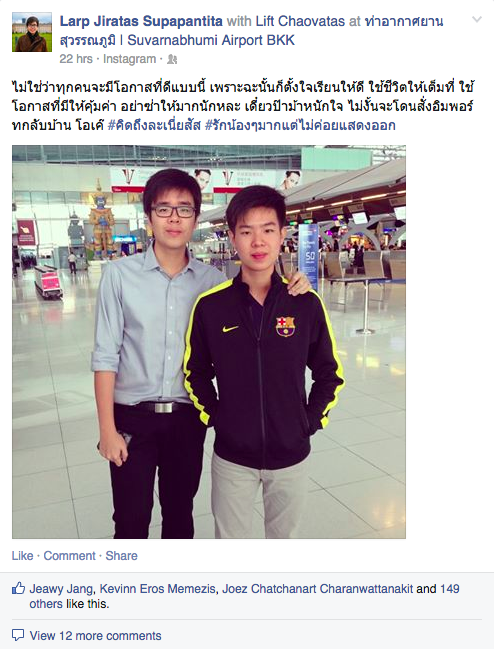 Larp Jiratas Supapantita with Lift Chaovatas at ท่าอากาศยาน
สุวรรณภูมิ | Suvarnabhumi Airport BKK
22 hrs · Instagram ·
ไม่ใช่ว่าทุกคนจะมีโอกาสที่ดีแบบนี้ เพราะฉะนั้นก็ตั้งใจเรียนให้ดี ใช้ชีวิตให้เต็มที่ ใช้
โอกาสที่มีให้คุ้มค่า อย่าซ่าให้มากนักหละ เดี๋ยวป๊าม้าหนักใจ ไม่งั้นจะโดนสั่งอิมพอร์
ทกลับบ้าน โอเค๊ #คิดถึงละเนี่ยสัส #รักน้องๆมากแต่ไม่ค่อยแสดงออก
50
Like · Comment · Share
Jeawy Jang, Kevinn Eros Memezis, Joez Chatchanart Charanwattanakit and 149
others like this.
View 12 more comments